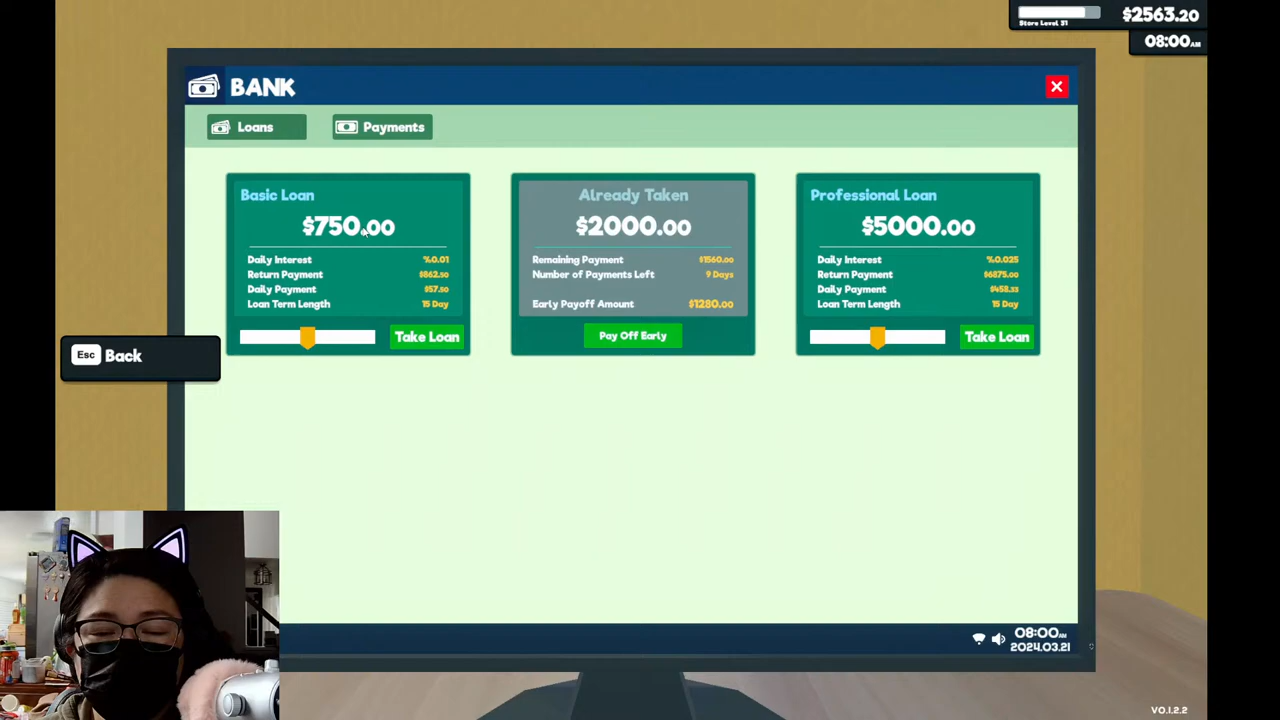 $2563.20
Store Level 31
08:00AM
BANK
Loans
Payments
Basic Loan
$750.00
Daily Interest %0.01
Return Payment $862.50
Daily Payment $57.50
Loan Term Length 15 Day
Take Loan
Already Taken
$2000.00
Remaining Payment $1560.00
Number of Payments Left 9 Days
Early Payoff Amount $1280.00
Pay Off Early
Professional Loan
$5000.00
Daily Interest %0.025
Return Payment $6875.00
Daily Payment $458.33
Loan Term Length 15 Day
Take Loan
Esc Back
08:00AM
2024.03.21
V0.1.2.2